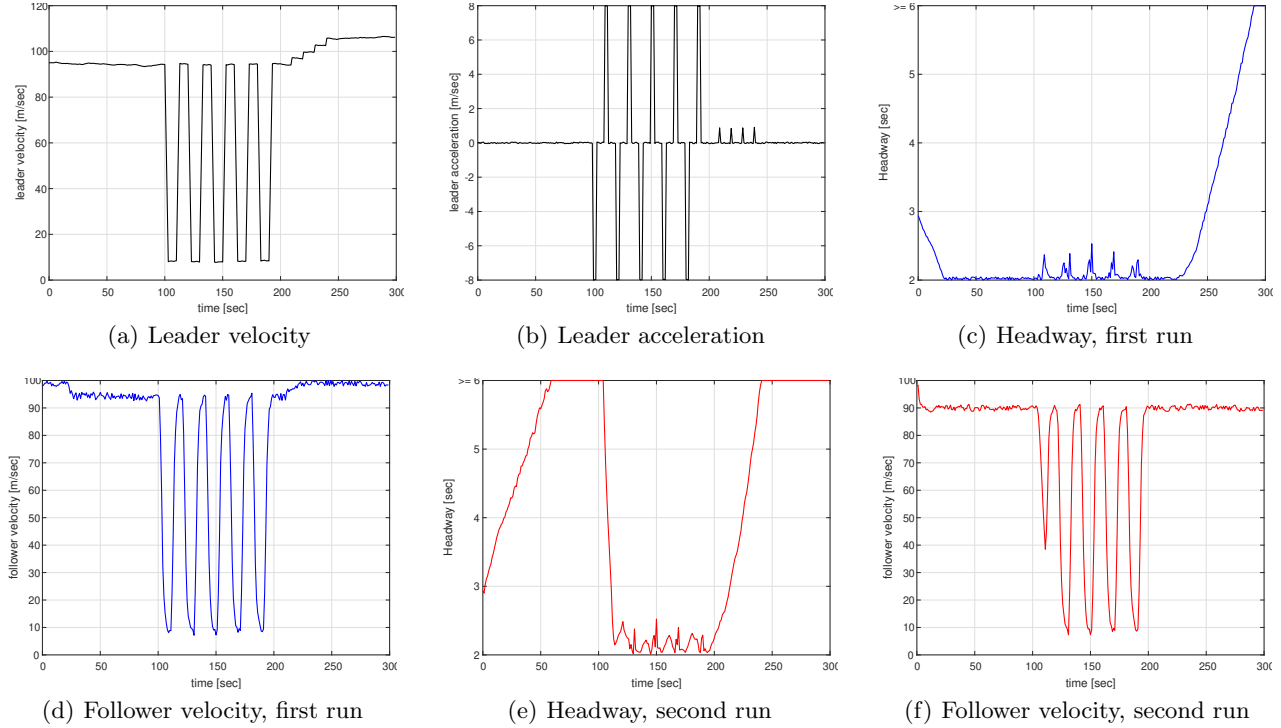 120
100
80
60
40
20
0
leader velocity [m/sec]
0 50 100 150 200 250 300
time [sec]
(a) Leader velocity
8
6
4
2
0
-2
-4
-6
-8
leader acceleration [m/sec]
0 50 100 150 200 250 300
time [sec]
(b) Leader acceleration
>= 6
5
4
3
2
Headway [sec]
0 50 100 150 200 250 300
time [sec]
(c) Headway, first run
100
90
80
70
60
50
40
30
20
10
0
follower velocity [m/sec]
0 50 100 150 200 250 300
time [sec]
(d) Follower velocity, first run
>= 6
5
4
3
2
Headway [sec]
0 50 100 150 200 250 300
time [sec]
(e) Headway, second run
100
90
80
70
60
50
40
30
20
10
0
follower velocity [m/sec]
0 50 100 150 200 250 300
time [sec]
(f) Follower velocity, second run